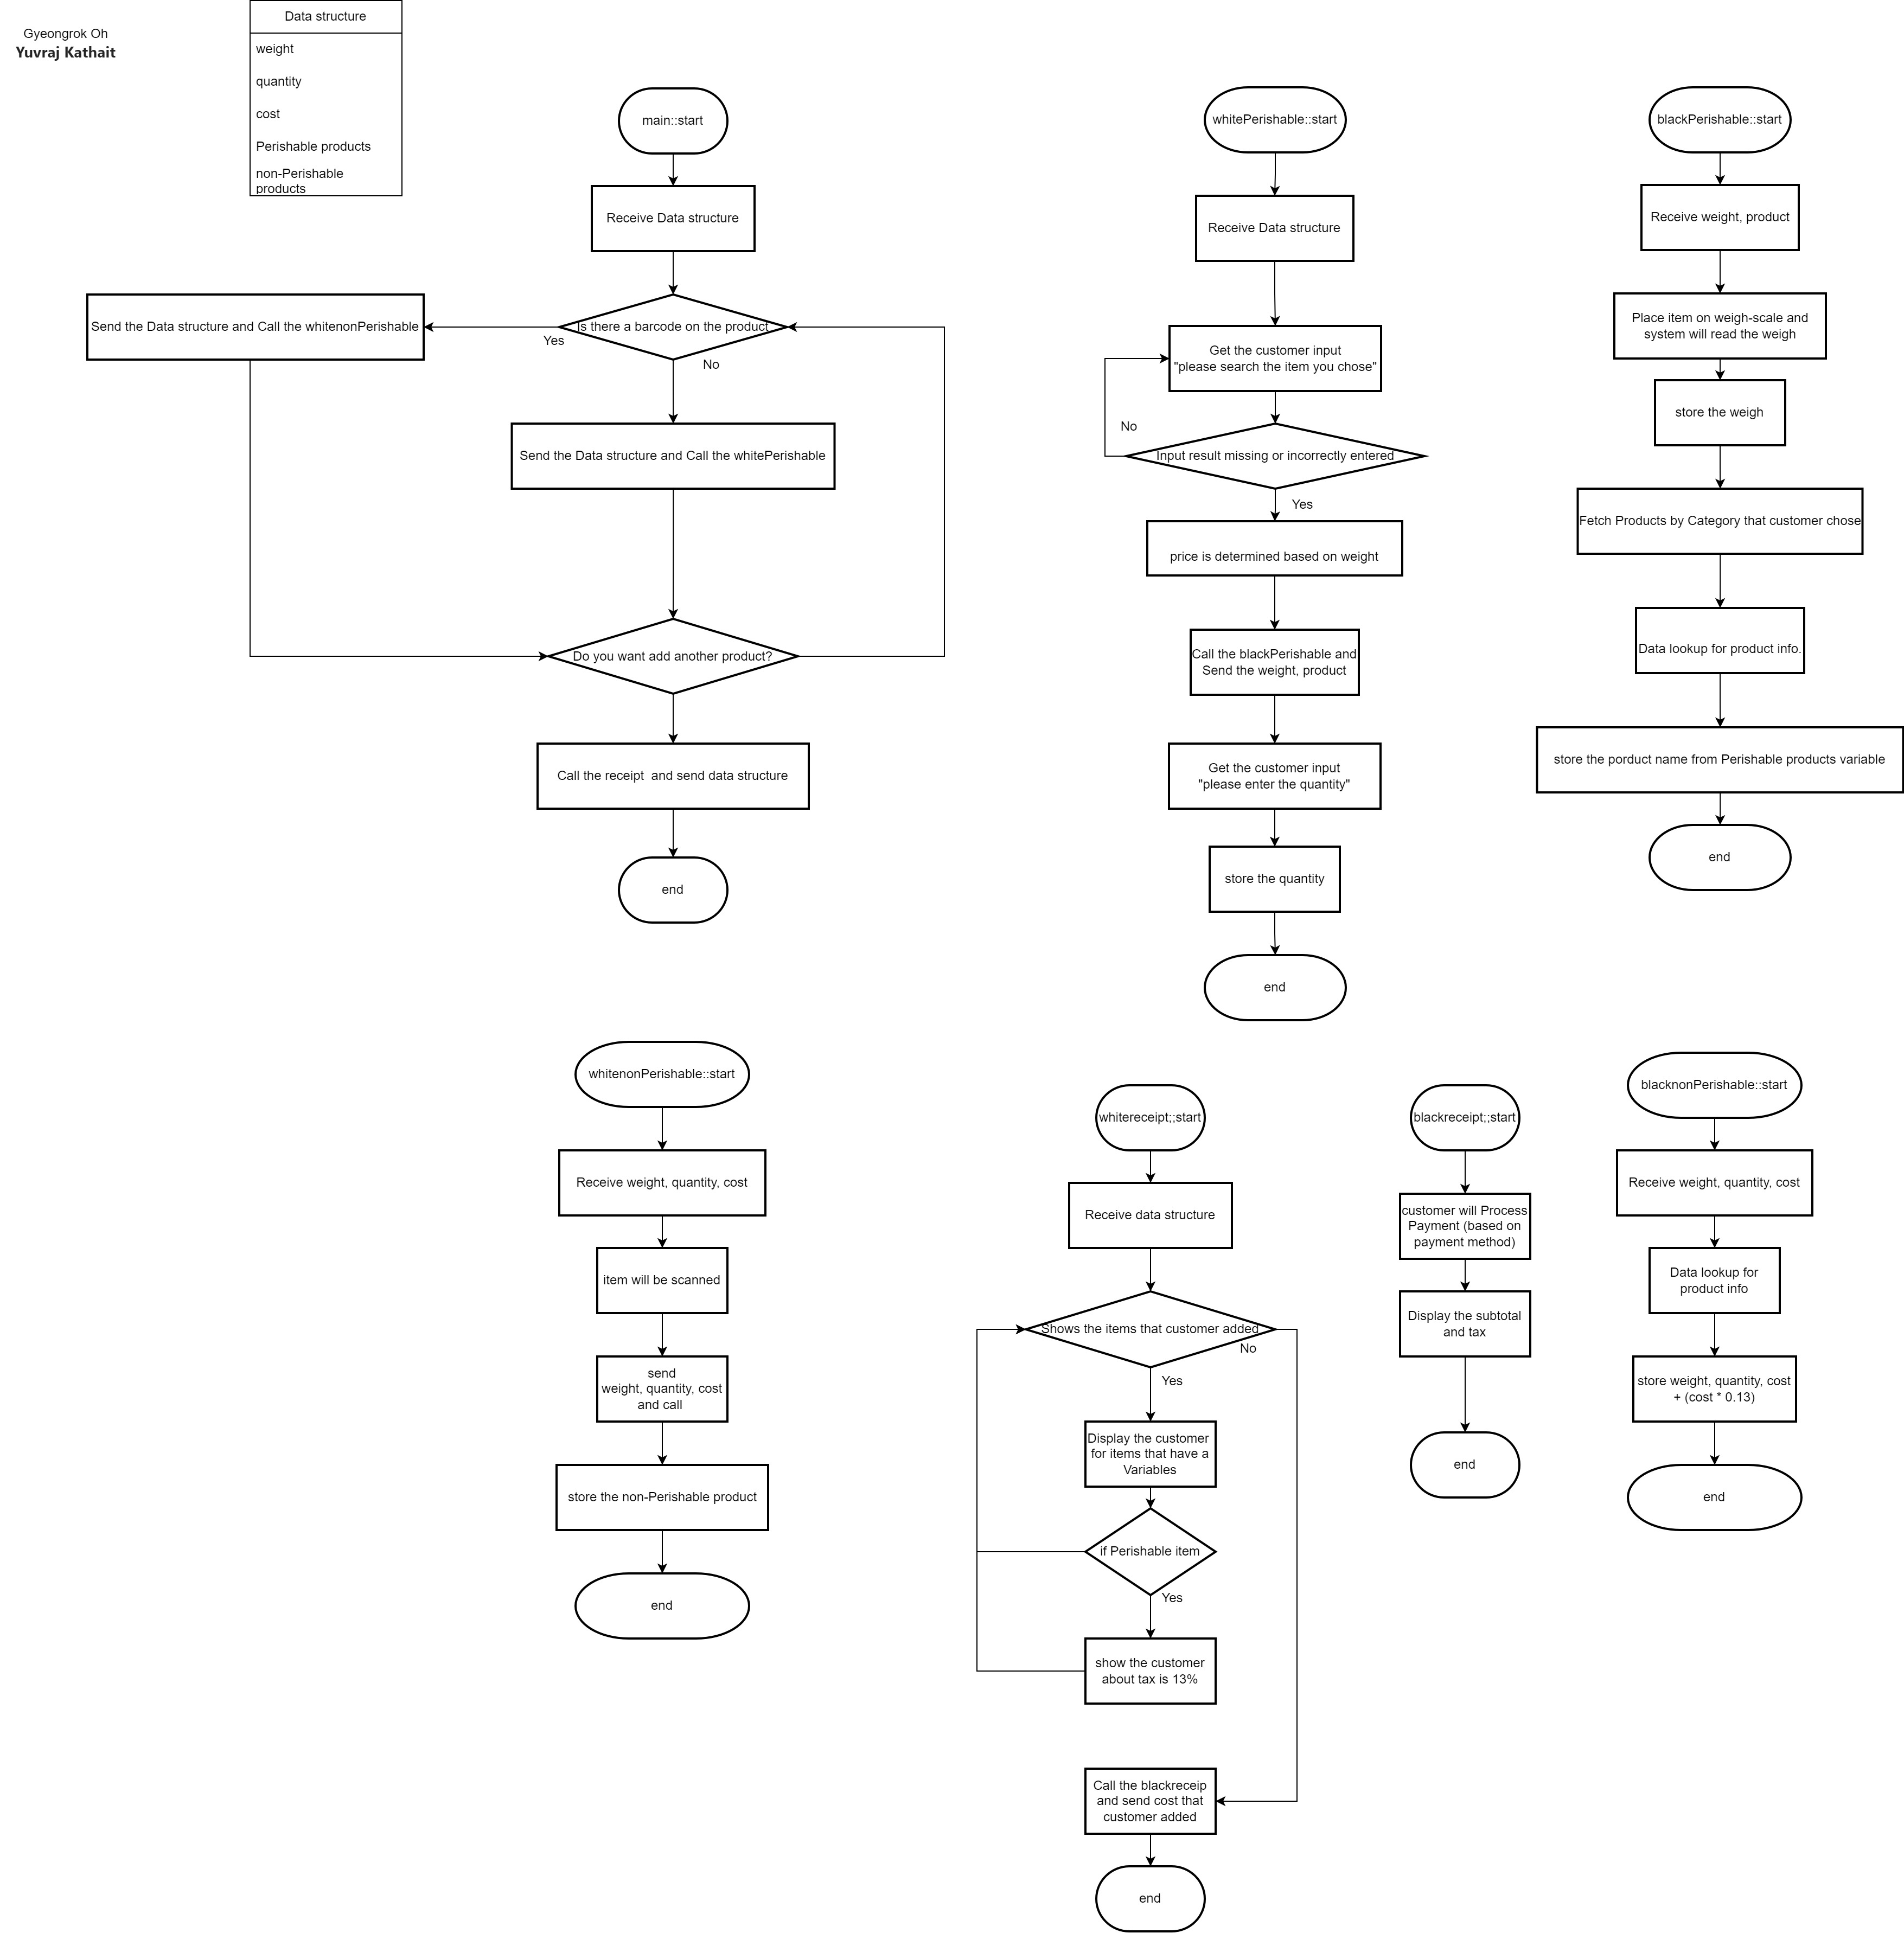 Gyeongrok Oh
Yuvraj Kathait
Data structure
weight
quantity
cost
Perishable products
non-Perishable
products
main::start
Receive Data structure
Is there a barcode on the product
Yes
No
Send the Data structure and Call the whitenonPerishable
Send the Data structure and Call the whitePerishable
Do you want add another product?
Call the receipt  and send data structure
end
whitePerishable::start
Receive Data structure
Get the customer input
"please search the item you chose"
No
Input result missing or incorrectly entered
Yes
price is determined based on weight
Call the blackPerishable and
Send the weight, product
Get the customer input
"please enter the quantity"
store the quantity
end
blackPerishable::start
Receive weight, product
Place item on weigh-scale and
system will read the weigh
store the weigh
Fetch Products by Category that customer chose
Data lookup for product info.
store the porduct name from Perishable products variable
end
whitenonPerishable::start
Receive weight, quantity, cost
item will be scanned
send
weight, quantity, cost
and call
store the non-Perishable product
end
whitereceipt;;start
Receive data structure
Shows the items that customer added
No
Yes
Display the customer
for items that have a
Variables
if Perishable item
Yes
show the customer
about tax is 13%
Call the blackreceip
and send cost that
customer added
end
blackreceipt;;start
customer will Process
Payment (based on
payment method)
Display the subtotal
and tax
end
blacknonPerishable::start
Receive weight, quantity, cost
Data lookup for
product info
store weight, quantity, cost
+ (cost * 0.13)
end